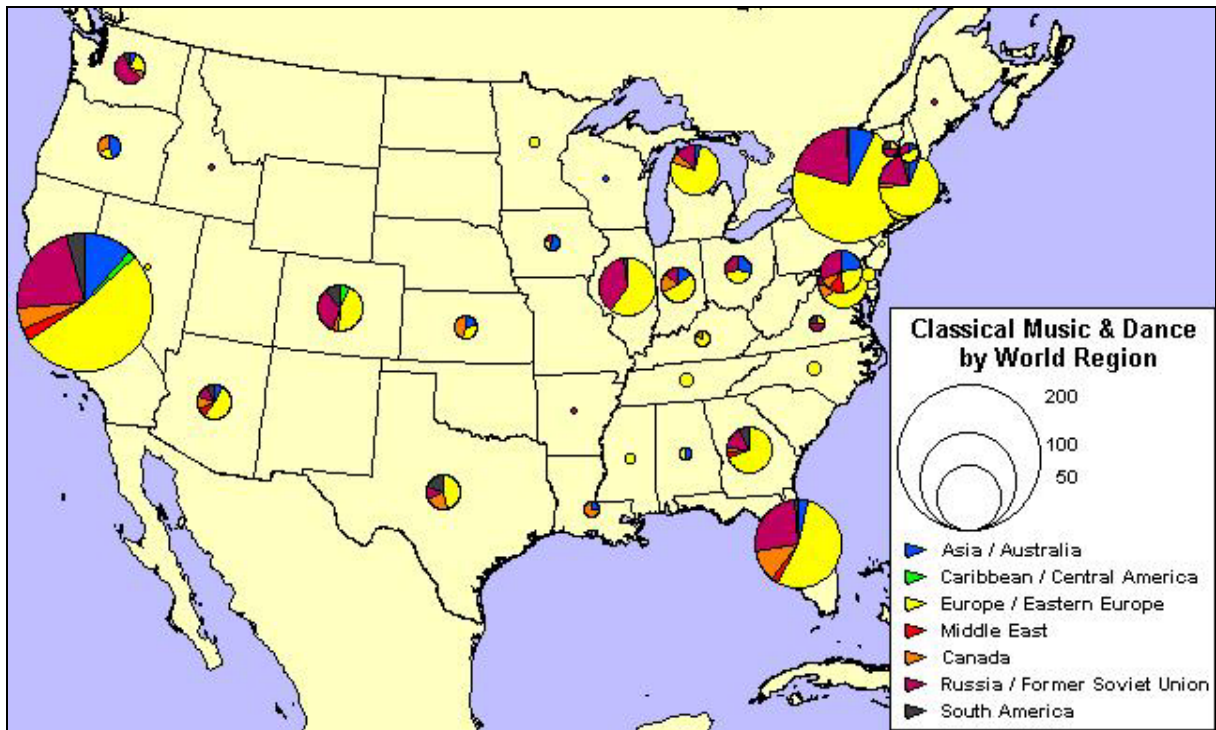 Classical Music & Dance
by World Region
200
100
50
Asia / Australia
Caribbean / Central America
Europe / Eastern Europe
Middle East
Canada
Russia / Former Soviet Union
South America